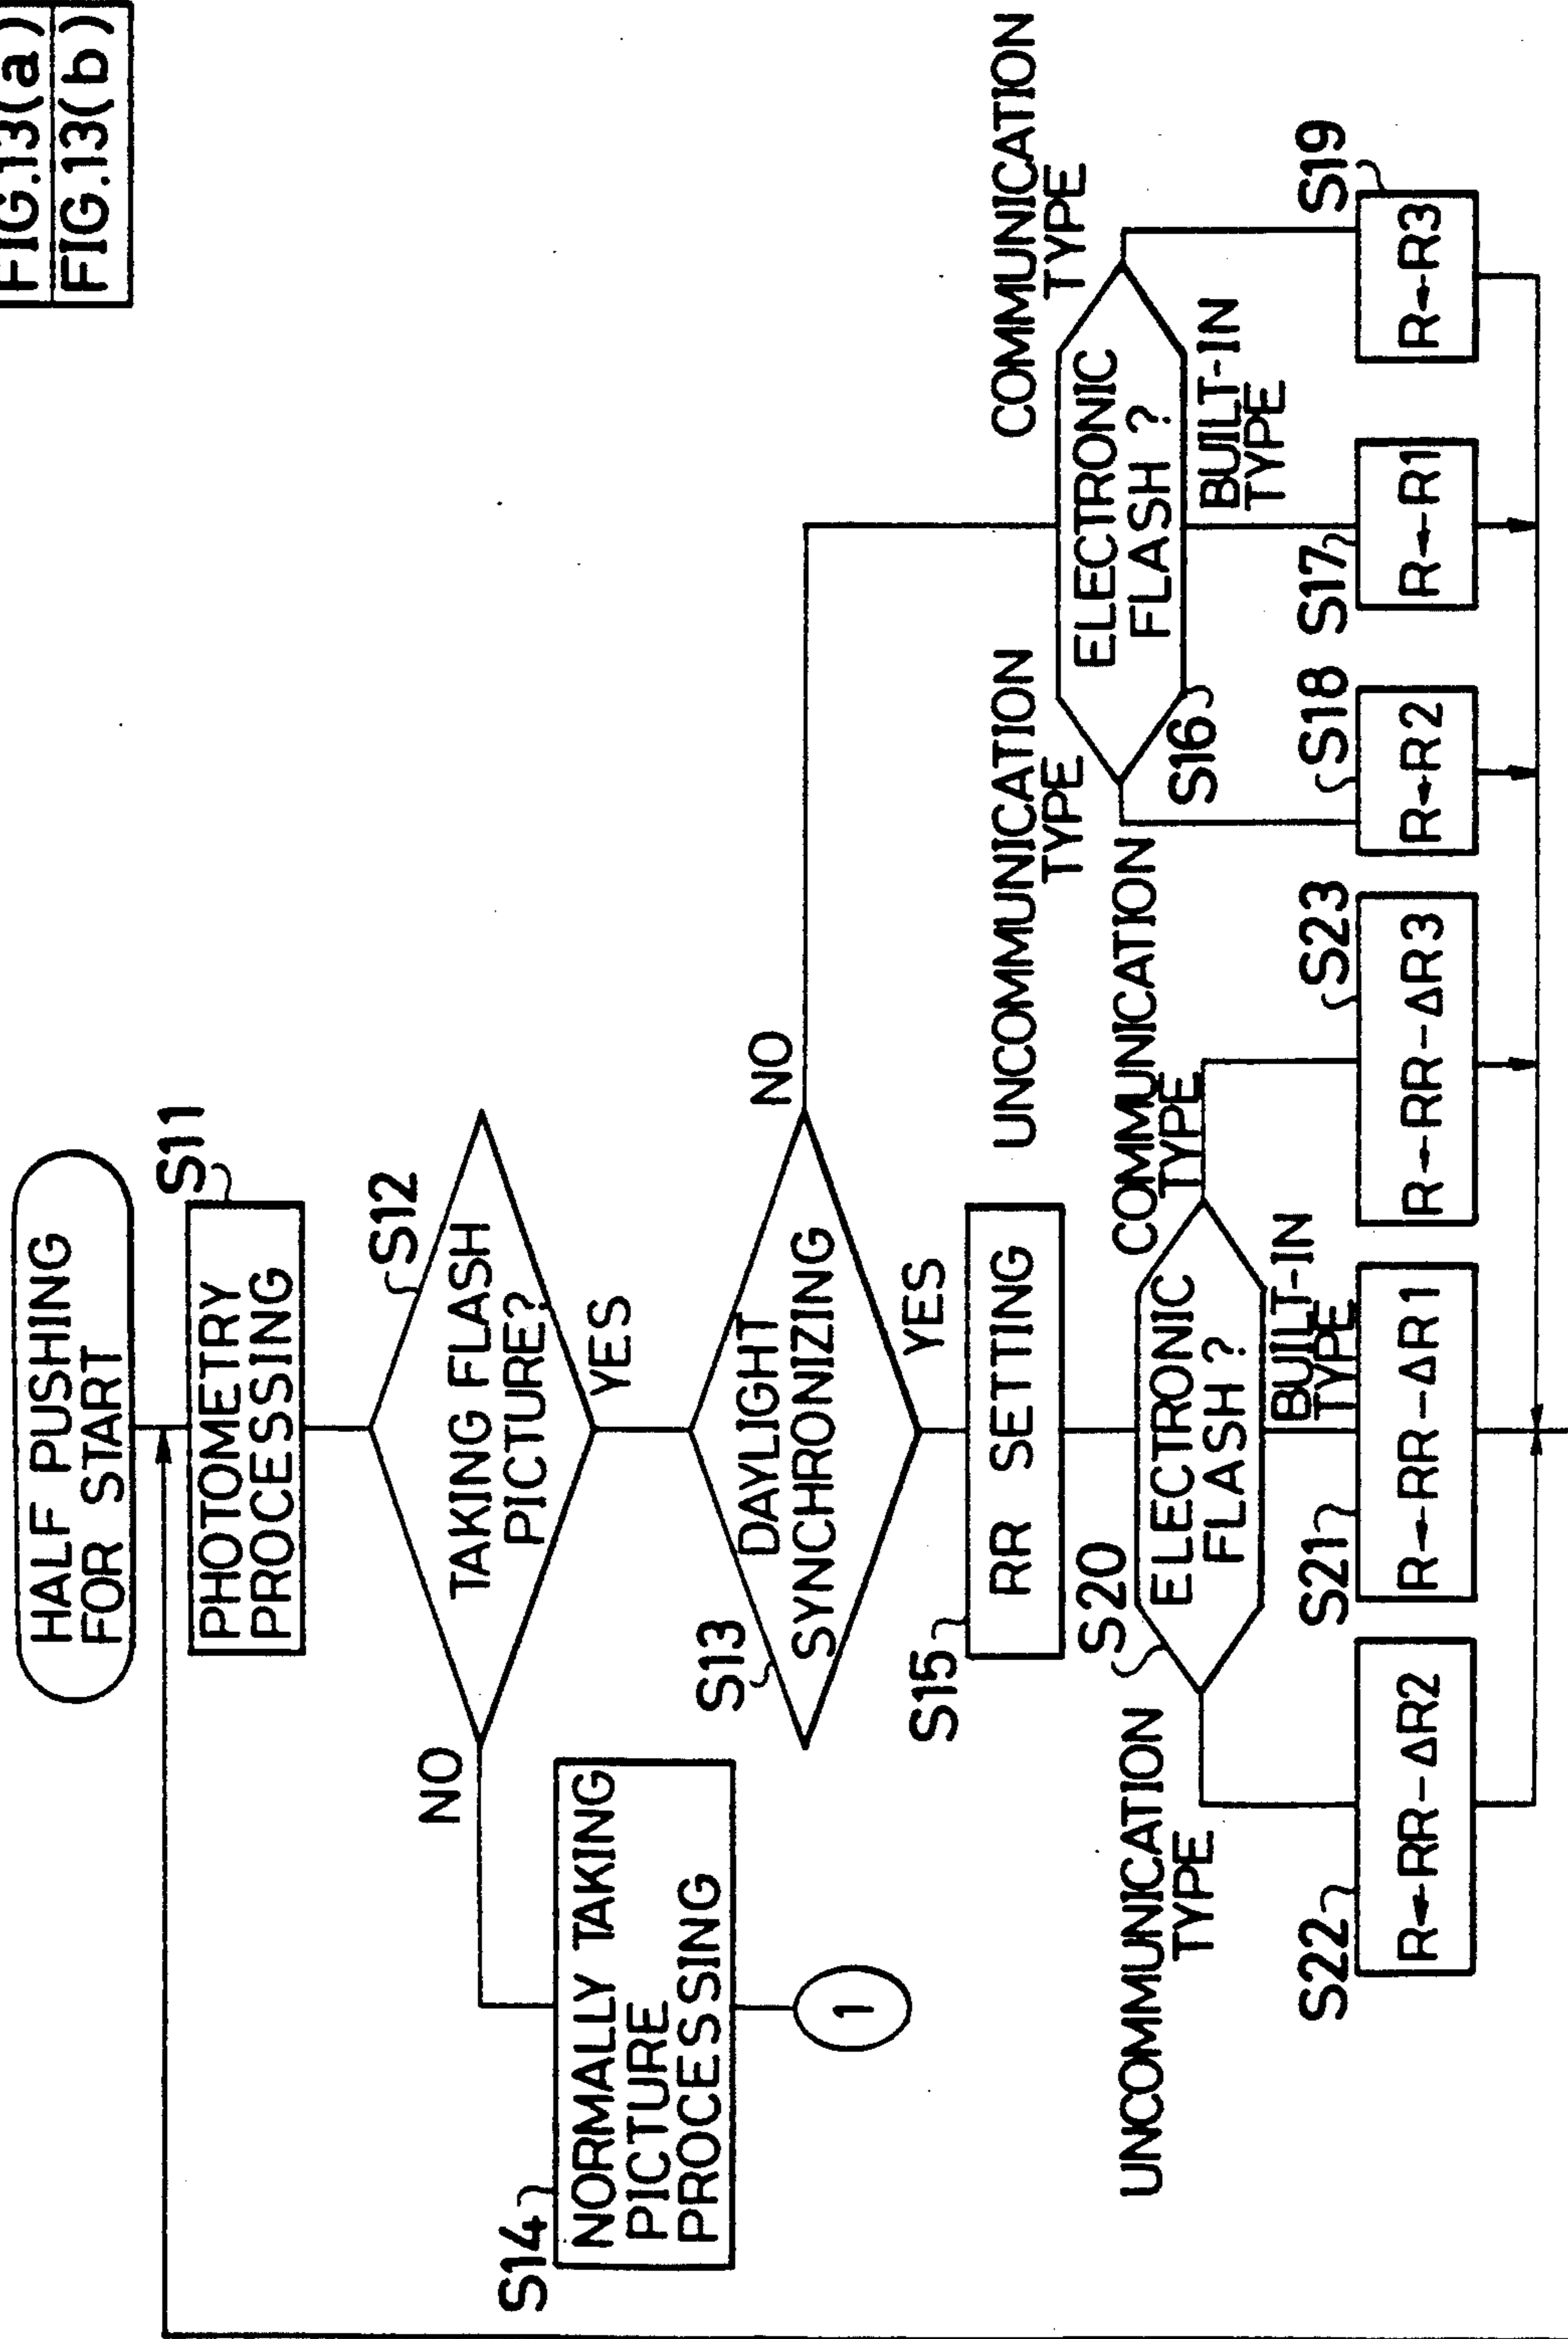 FIG.13(a)
FIG.13(b)
HALF PUSHING
FOR START
S11
PHOTOMETRY
PROCESSING
S12
TAKING FLASH
PICTURE?
NO
YES
S14
NORMALLY TAKING
PICTURE
PROCESSING
1
S13
DAYLIGHT
SYNCHRONIZING
NO
YES
S15
RR SETTING
S20
ELECTRONIC
FLASH ?
UNCOMMUNICATION
TYPE
BUILT-IN
TYPE
COMMUNICATION
TYPE
UNCOMMUNICATION
TYPE
COMMUNICATION
TYPE
ELECTRONIC
FLASH ?
S16
BUILT-IN
TYPE
S22
R←RR-ΔR2
S21
R←RR-ΔR1
S23
R←RR-ΔR3
S18
R←R2
S17
R←R1
S19
R←R3